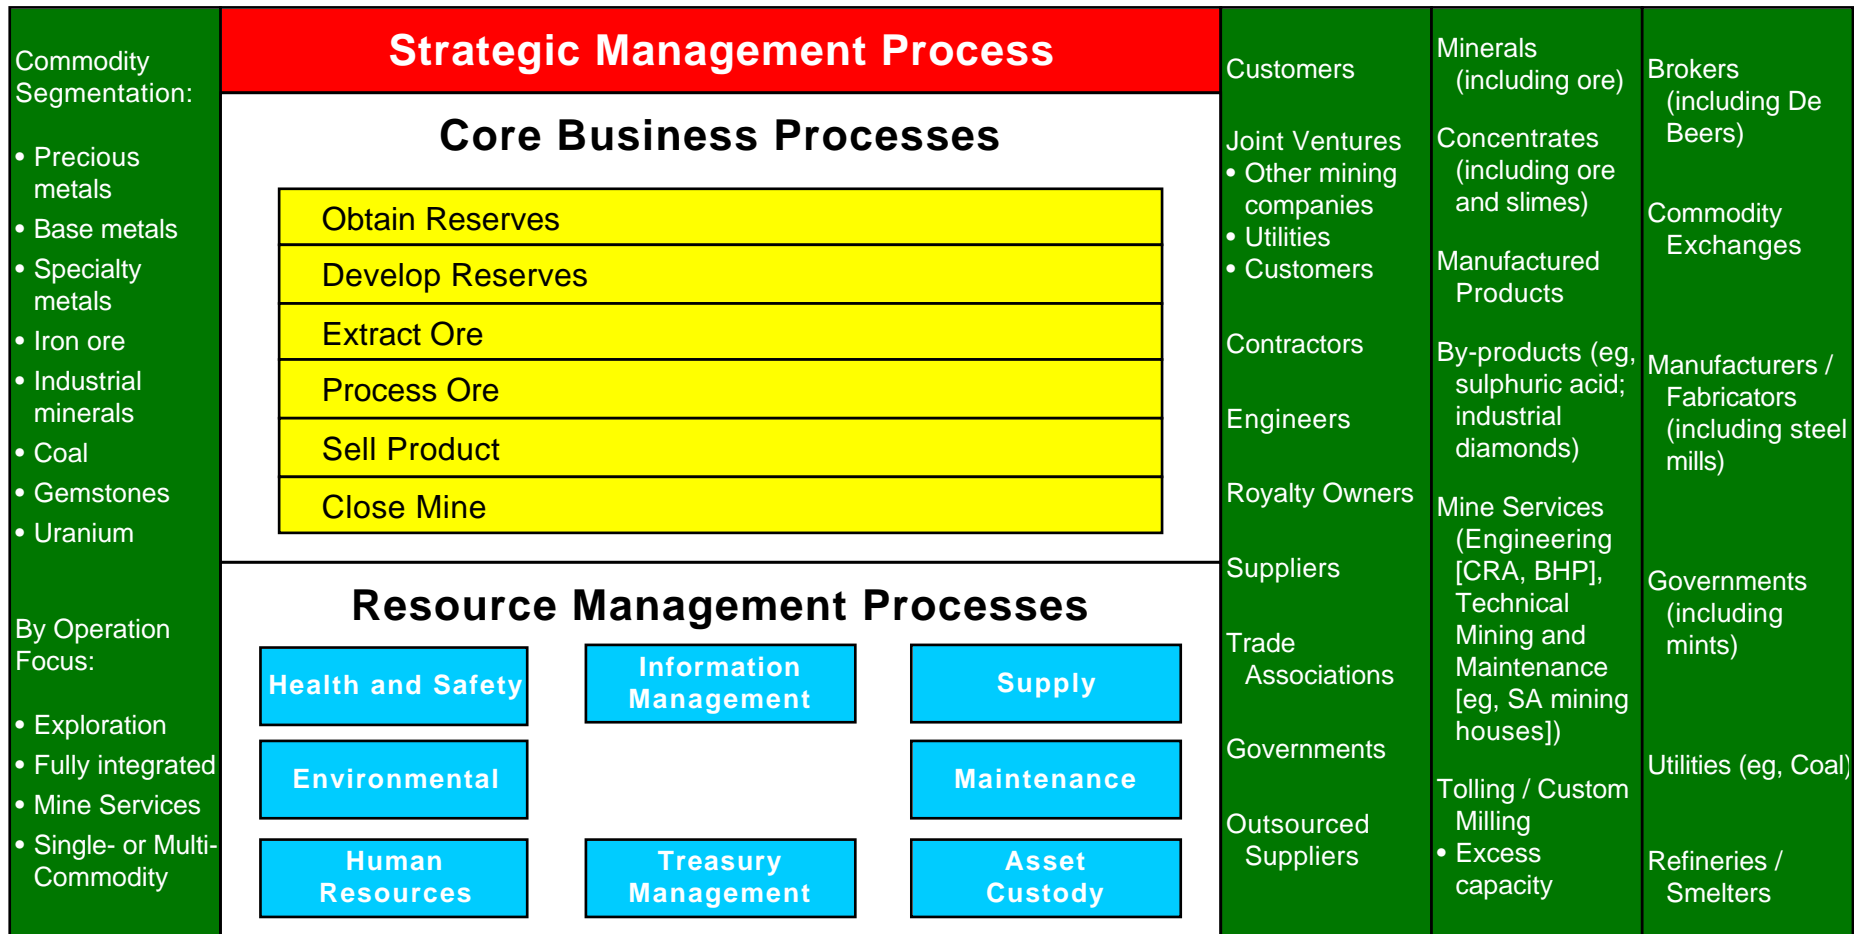 Commodity
Segmentation:
• Precious
metals
• Base metals
• Specialty
metals
• Iron ore
• Industrial
minerals
• Coal
• Gemstones
• Uranium
By Operation
Focus:
• Exploration
• Fully integrated
• Mine Services
• Single- or Multi-
Commodity
Strategic Management Process
Core Business Processes
Obtain Reserves
Develop Reserves
Extract Ore
Process Ore
Sell Product
Close Mine
Resource Management Processes
Health and Safety
Information
Management
Supply
Environmental
Maintenance
Human
Resources
Treasury
Management
Asset
Custody
Customers
Joint Ventures
• Other mining
companies
• Utilities
• Customers
Contractors
Engineers
Royalty Owners
Suppliers
Trade
Associations
Governments
Outsourced
Suppliers
Minerals
(including ore)
Concentrates
(including ore
and slimes)
Manufactured
Products
By-products (eg,
sulphuric acid;
industrial
diamonds)
Mine Services
(Engineering
[CRA, BHP],
Technical
Mining and
Maintenance
[eg, SA mining
houses])
Tolling / Custom
Milling
• Excess
capacity
Brokers
(including De
Beers)
Commodity
Exchanges
Manufacturers /
Fabricators
(including steel
mills)
Governments
(including
mints)
Utilities (eg, Coal)
Refineries /
Smelters